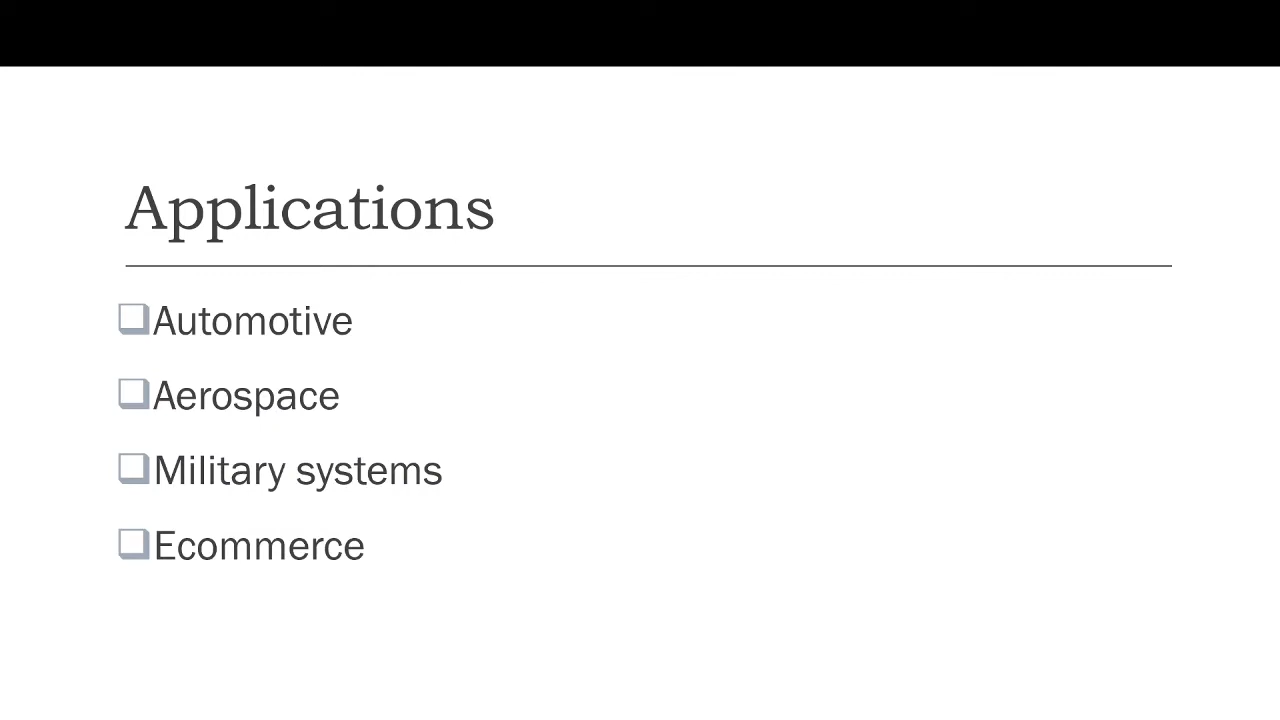 Applications
Automotive
Aerospace
Military systems
Ecommerce